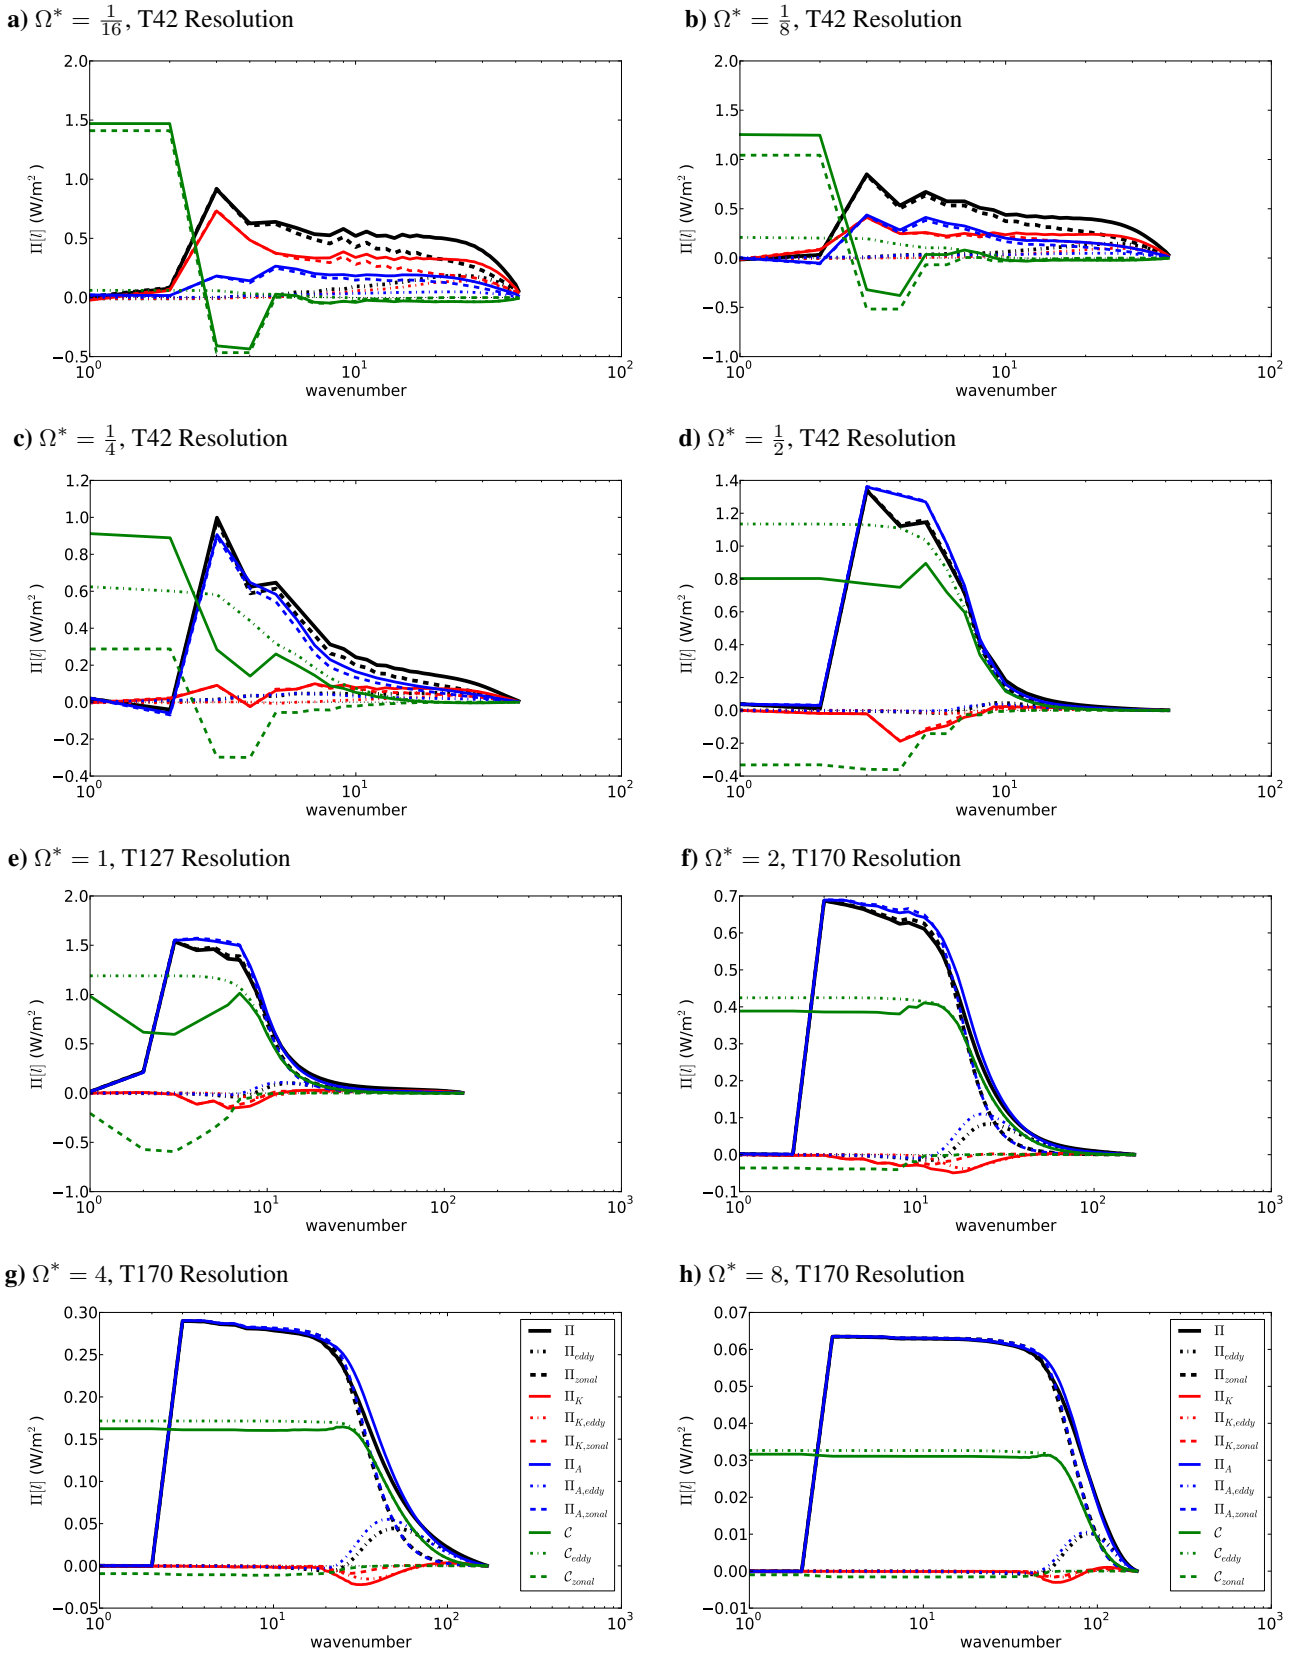 a) Ω* = 1/16, T42 Resolution
2.0
1.5
1.0
0.5
0.0
−0.5
Π[l] (W/m²)
10⁰
10¹
10²
wavenumber
b) Ω* = 1/8, T42 Resolution
2.0
1.5
1.0
0.5
0.0
−0.5
−1.0
Π[l] (W/m²)
10⁰
10¹
10²
wavenumber
c) Ω* = 1/4, T42 Resolution
1.2
1.0
0.8
0.6
0.4
0.2
0.0
−0.2
−0.4
Π[l] (W/m²)
10⁰
10¹
10²
wavenumber
d) Ω* = 1/2, T42 Resolution
1.4
1.2
1.0
0.8
0.6
0.4
0.2
0.0
−0.2
−0.4
Π[l] (W/m²)
10⁰
10¹
10²
wavenumber
e) Ω* = 1, T127 Resolution
2.0
1.5
1.0
0.5
0.0
−0.5
−1.0
Π[l] (W/m²)
10⁰
10¹
10²
10³
wavenumber
f) Ω* = 2, T170 Resolution
0.7
0.6
0.5
0.4
0.3
0.2
0.1
0.0
−0.1
Π[l] (W/m²)
10⁰
10¹
10²
10³
wavenumber
g) Ω* = 4, T170 Resolution
0.30
0.25
0.20
0.15
0.10
0.05
0.00
−0.05
Π[l] (W/m²)
10⁰
10¹
10²
10³
wavenumber
Π
Π_eddy
Π_zonal
Π_K
Π_K,eddy
Π_K,zonal
Π_A
Π_A,eddy
Π_A,zonal
𝒞
𝒞_eddy
𝒞_zonal
h) Ω* = 8, T170 Resolution
0.07
0.06
0.05
0.04
0.03
0.02
0.01
0.00
−0.01
Π[l] (W/m²)
10⁰
10¹
10²
10³
wavenumber
Π
Π_eddy
Π_zonal
Π_K
Π_K,eddy
Π_K,zonal
Π_A
Π_A,eddy
Π_A,zonal
𝒞
𝒞_eddy
𝒞_zonal